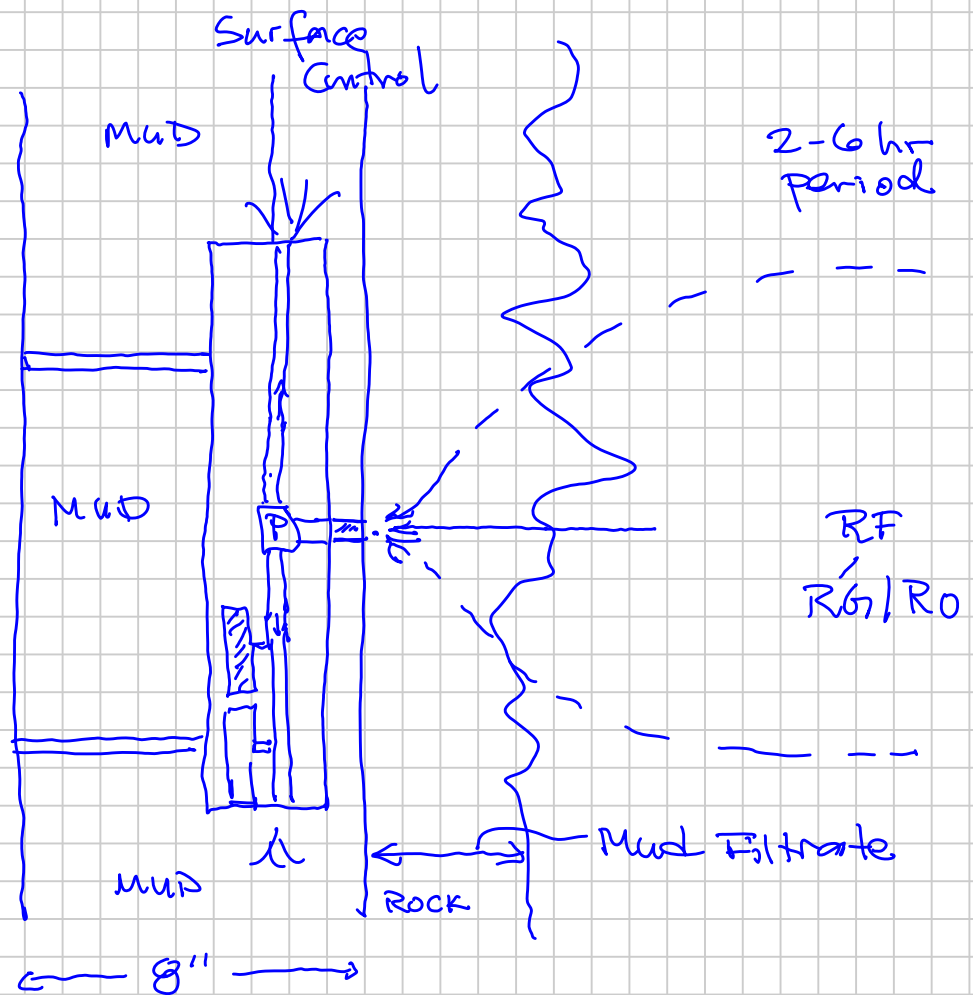 Surface
Control
MUD
2-6 hr
period
MUD
P
RF
RG/RO
Mud Filtrate
MUD
ROCK
8"